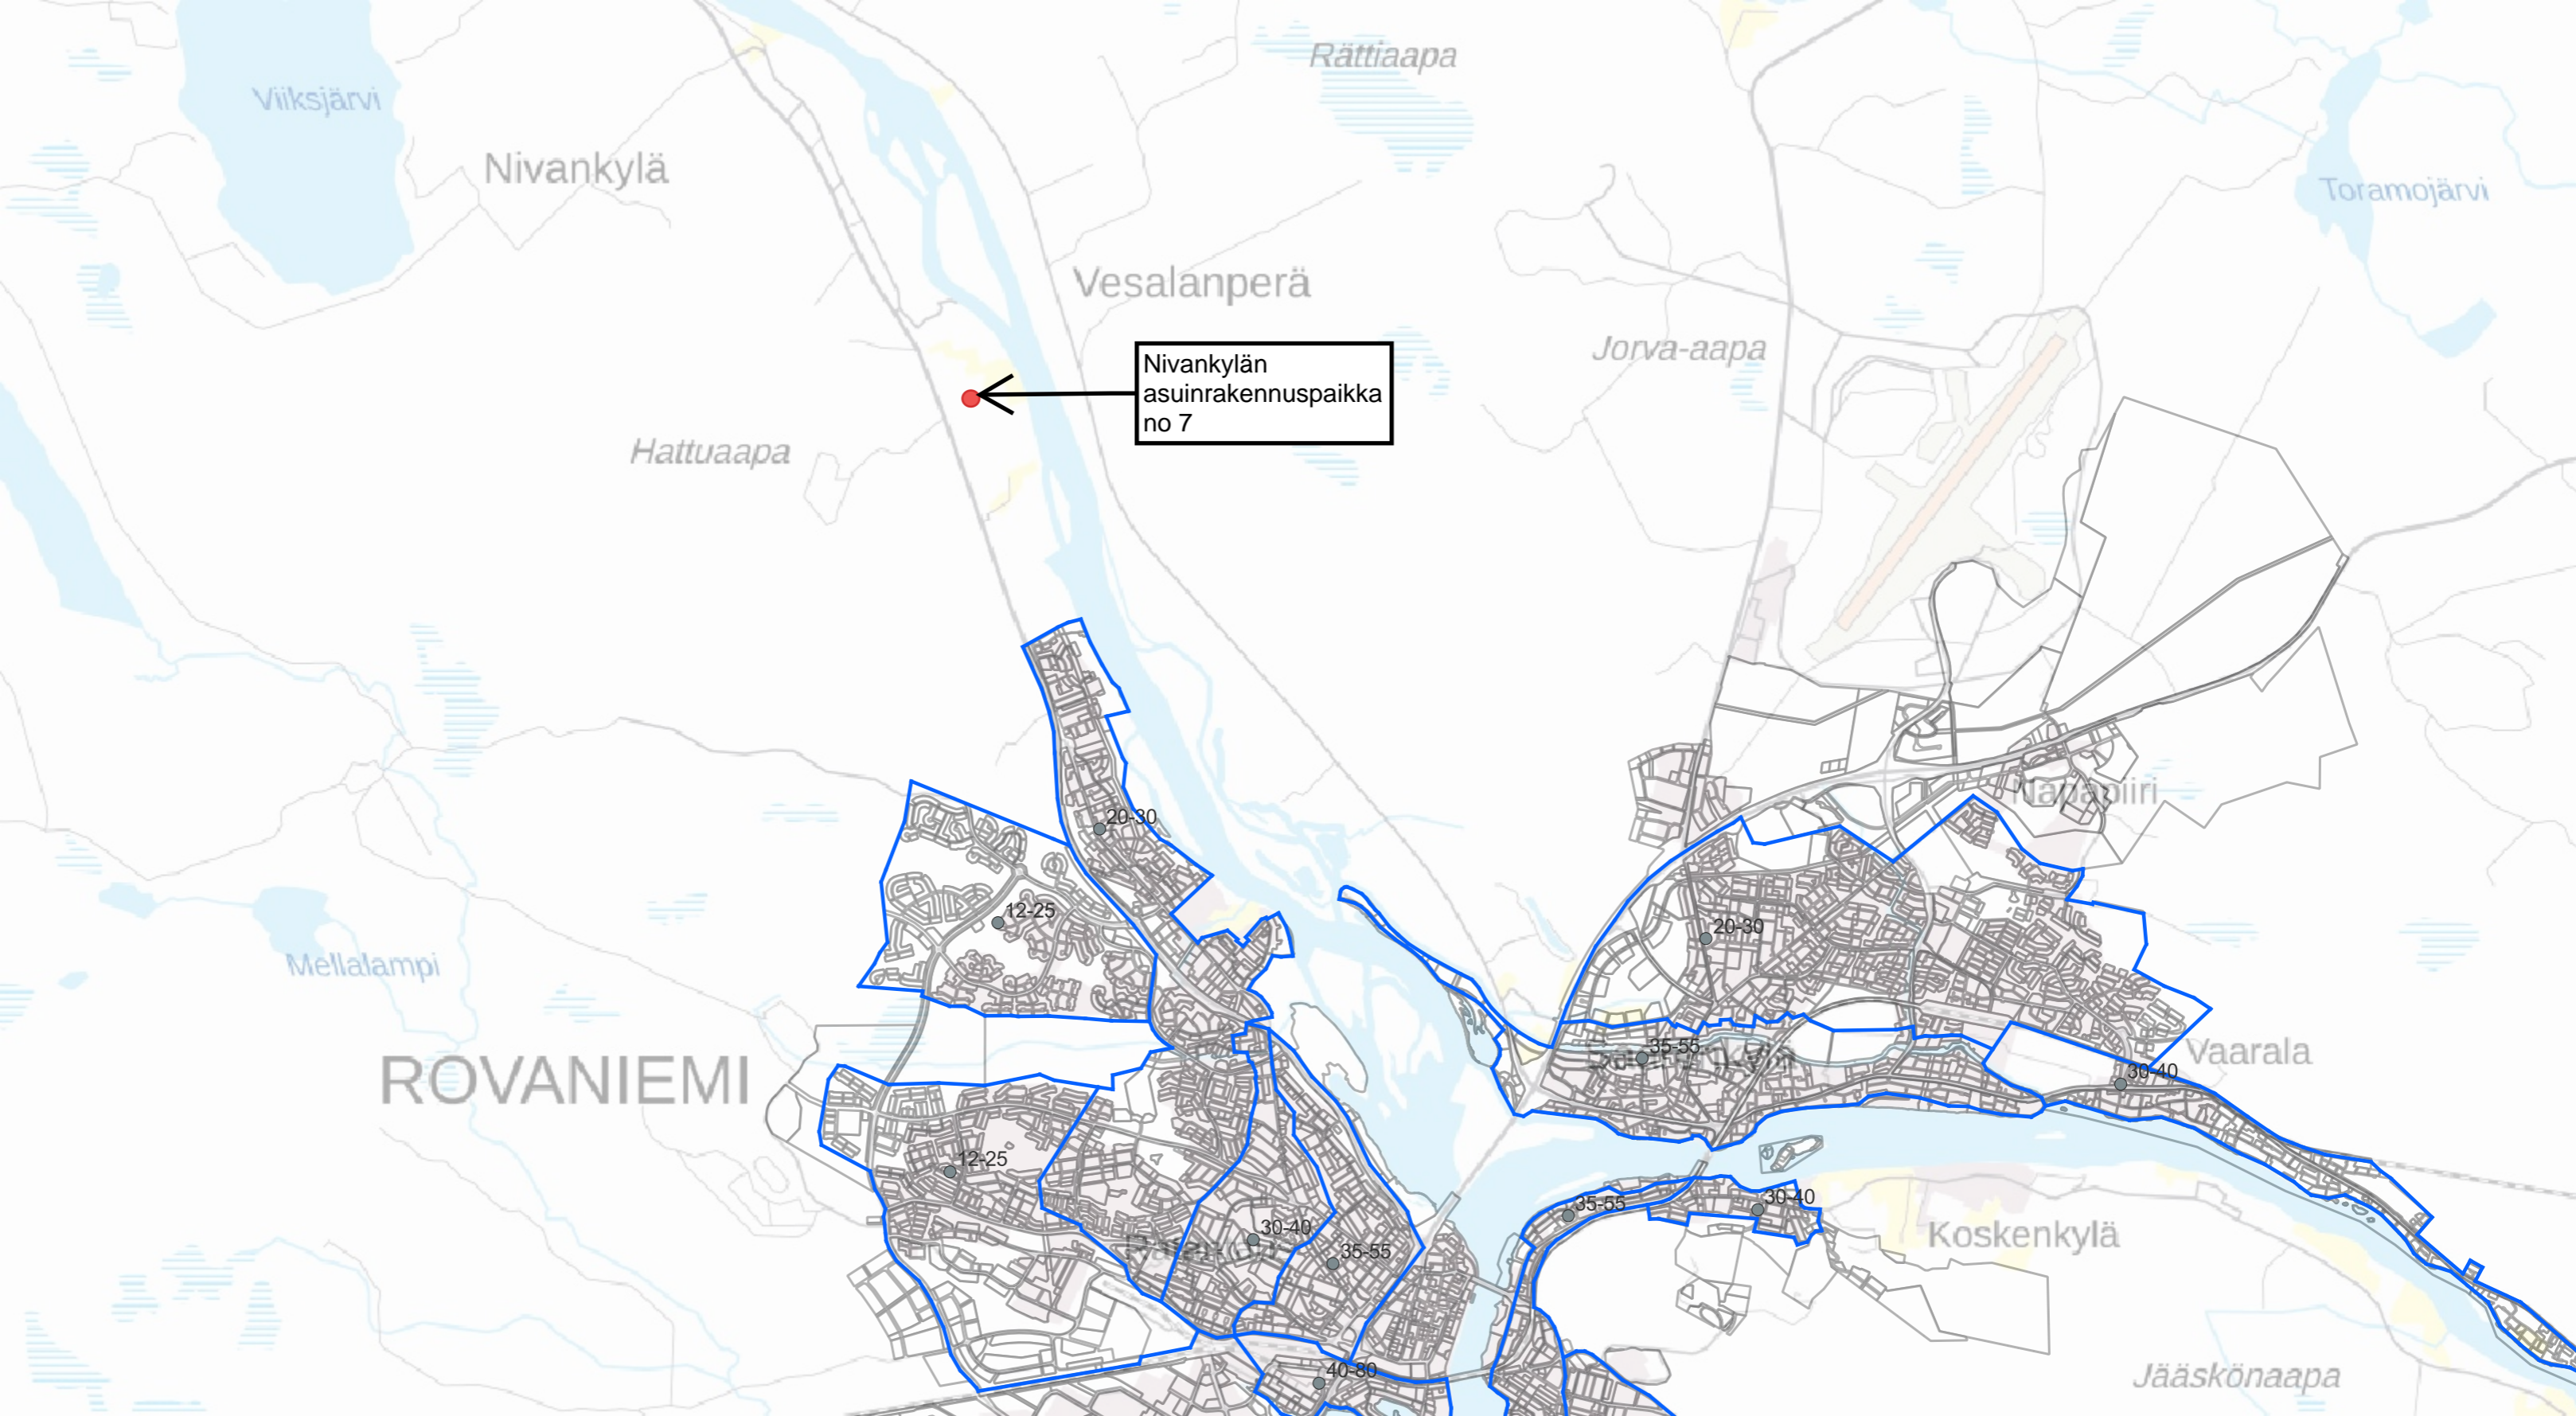 Rättiaapa
Viiksjärvi
Nivankylä
Toramojärvi
Vesalanperä
Jorva-aapa
Nivankylän
asuinrakennuspaikka
no 7
Hattuaapa
Napapiiri
20-30
12-25
20-30
Mellalampi
ROVANIEMI
35-55
Vaarala
30-40
12-25
35-55
30-40
Koskenkylä
30-40
35-55
40-80
Jääskönaapa